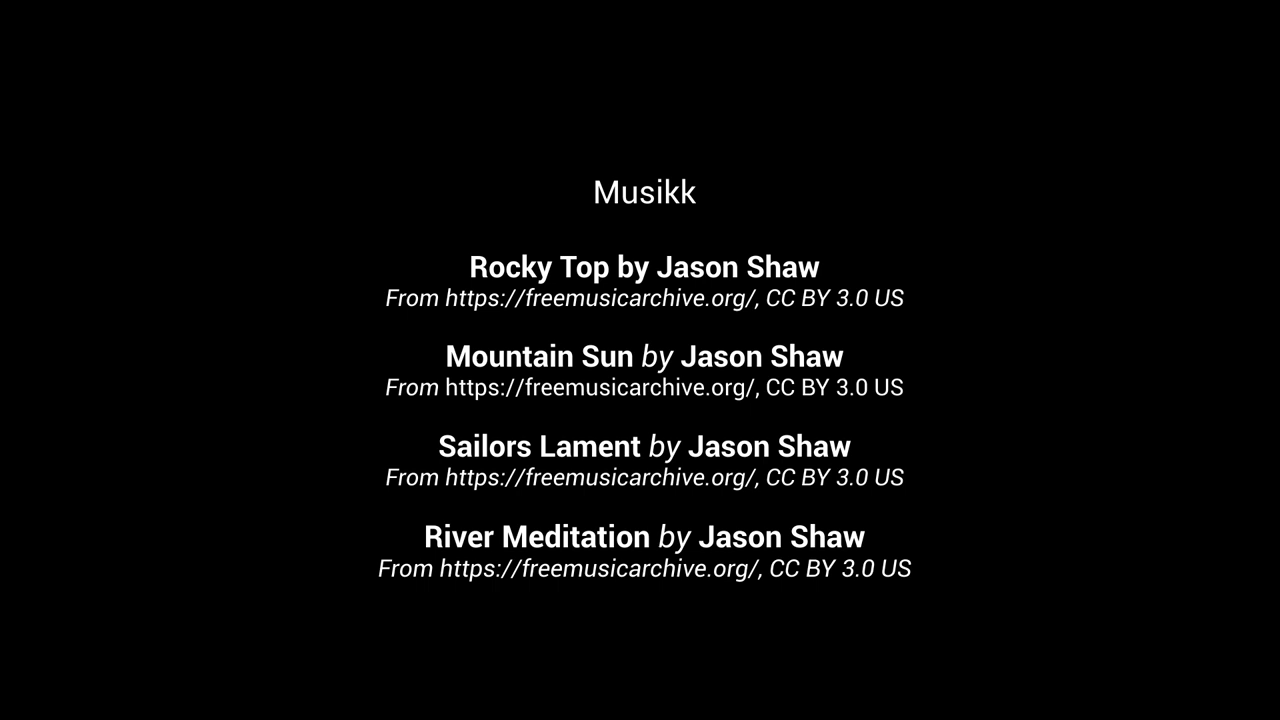 Musikk
Rocky Top by Jason Shaw
From https://freemusicarchive.org/, CC BY 3.0 US
Mountain Sun by Jason Shaw
From https://freemusicarchive.org/, CC BY 3.0 US
Sailors Lament by Jason Shaw
From https://freemusicarchive.org/, CC BY 3.0 US
River Meditation by Jason Shaw
From https://freemusicarchive.org/, CC BY 3.0 US